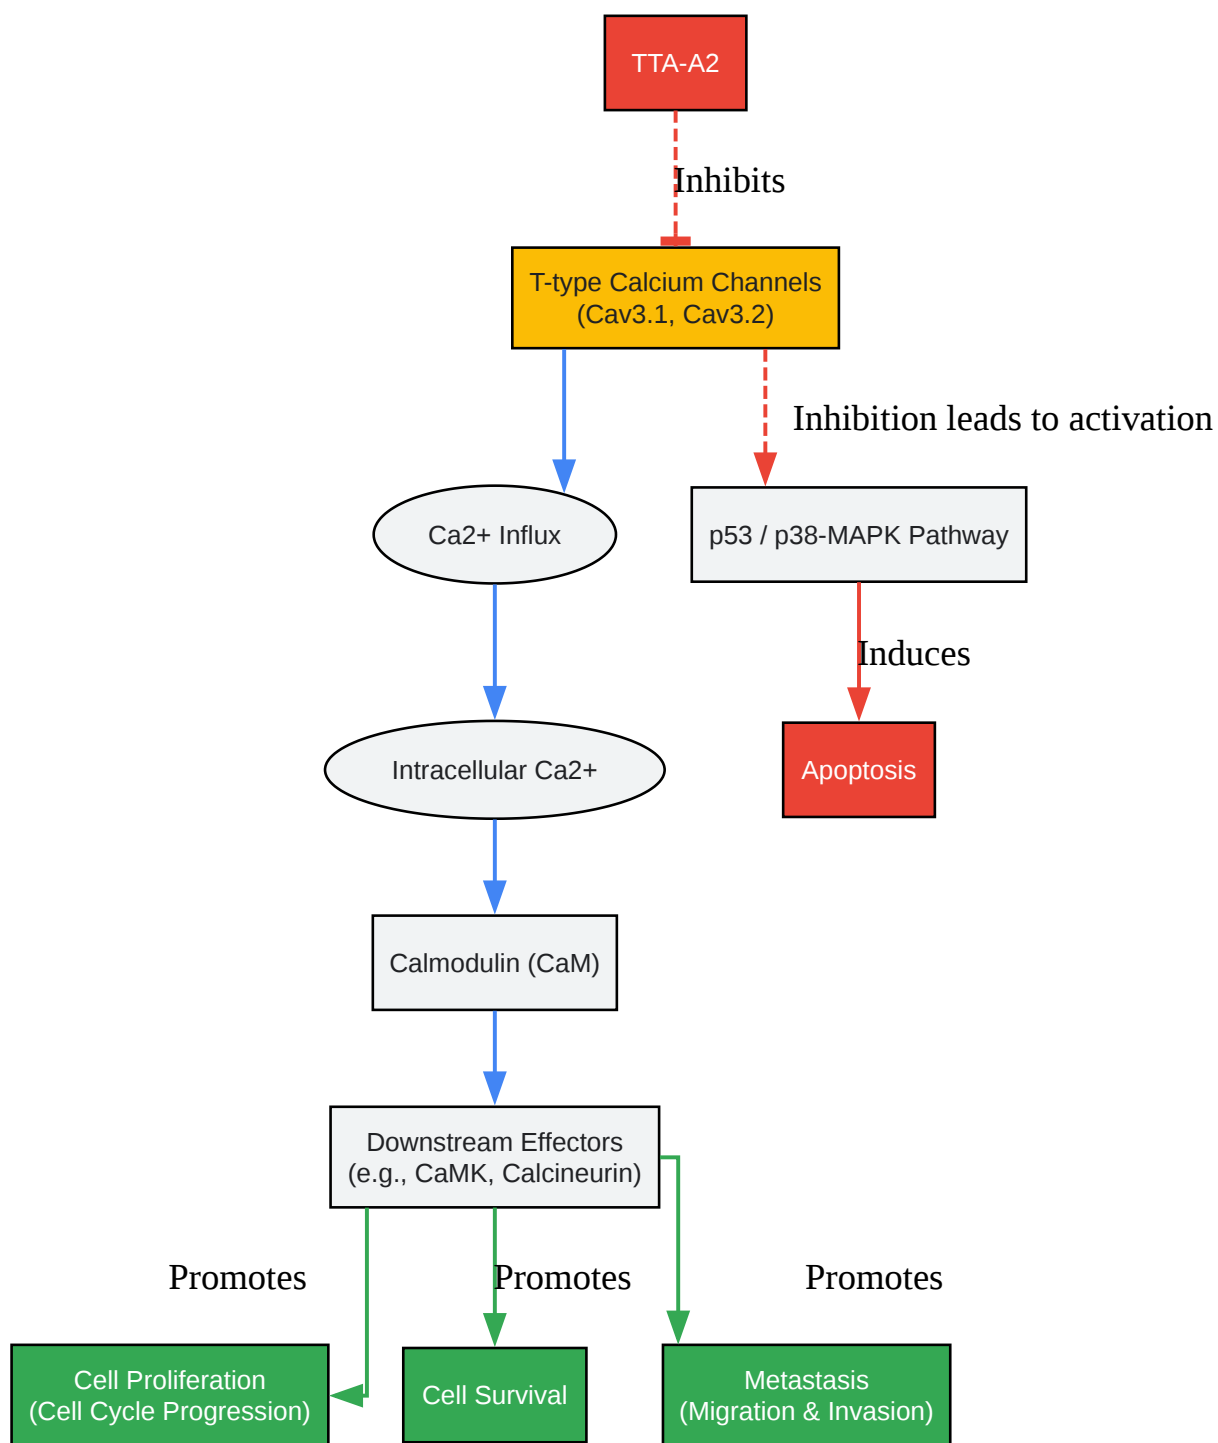 TTA-A2
Inhibits
T-type Calcium Channels
(Cav3.1, Cav3.2)
Inhibition leads to activation
Ca2+ Influx
p53 / p38-MAPK Pathway
Induces
Intracellular Ca2+
Apoptosis
Calmodulin (CaM)
Downstream Effectors
(e.g., CaMK, Calcineurin)
Promotes
Promotes
Promotes
Cell Proliferation
(Cell Cycle Progression)
Cell Survival
Metastasis
(Migration & Invasion)